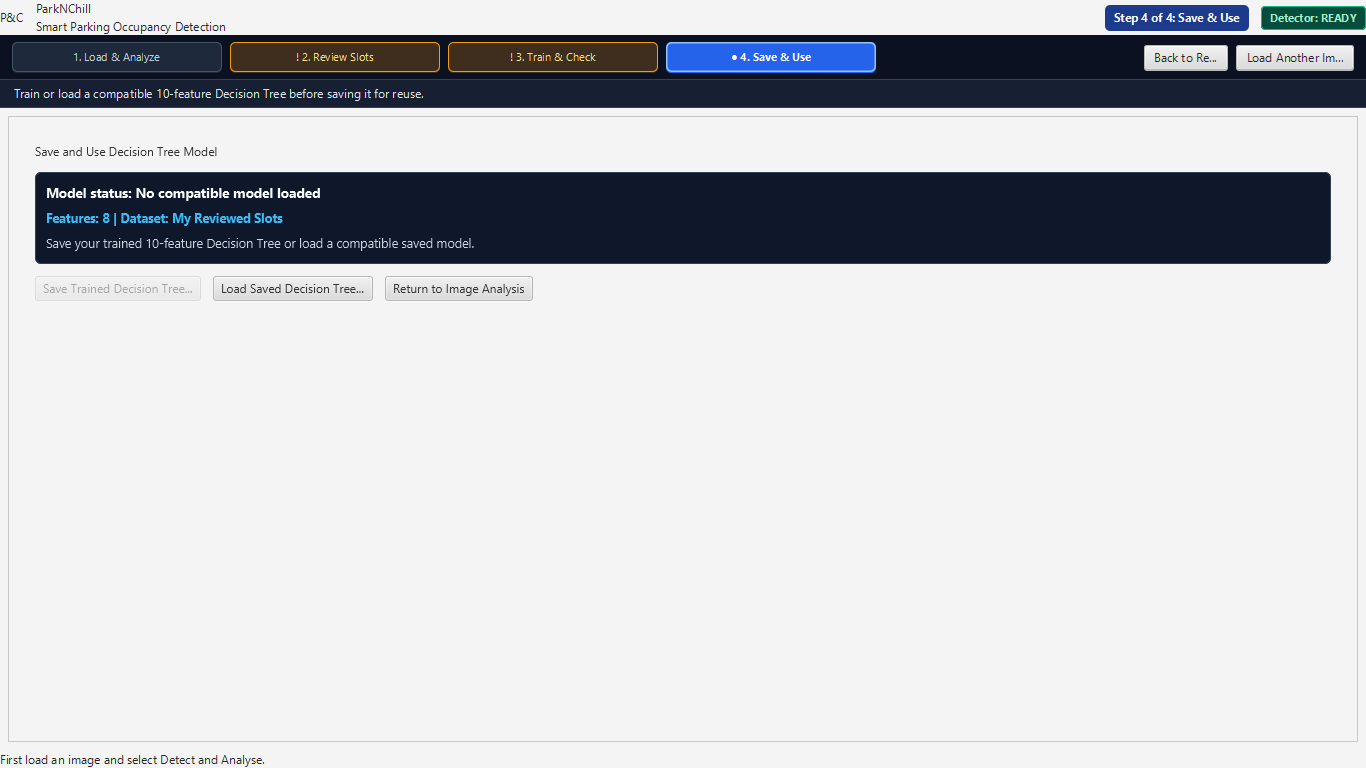 P&C
ParkNChill
Smart Parking Occupancy Detection
Step 4 of 4: Save & Use
Detector: READY
1. Load & Analyze
! 2. Review Slots
! 3. Train & Check
● 4. Save & Use
Back to Re...
Load Another Im...
Train or load a compatible 10-feature Decision Tree before saving it for reuse.
Save and Use Decision Tree Model
Model status: No compatible model loaded
Features: 8 | Dataset: My Reviewed Slots
Save your trained 10-feature Decision Tree or load a compatible saved model.
Save Trained Decision Tree...
Load Saved Decision Tree...
Return to Image Analysis
First load an image and select Detect and Analyse.